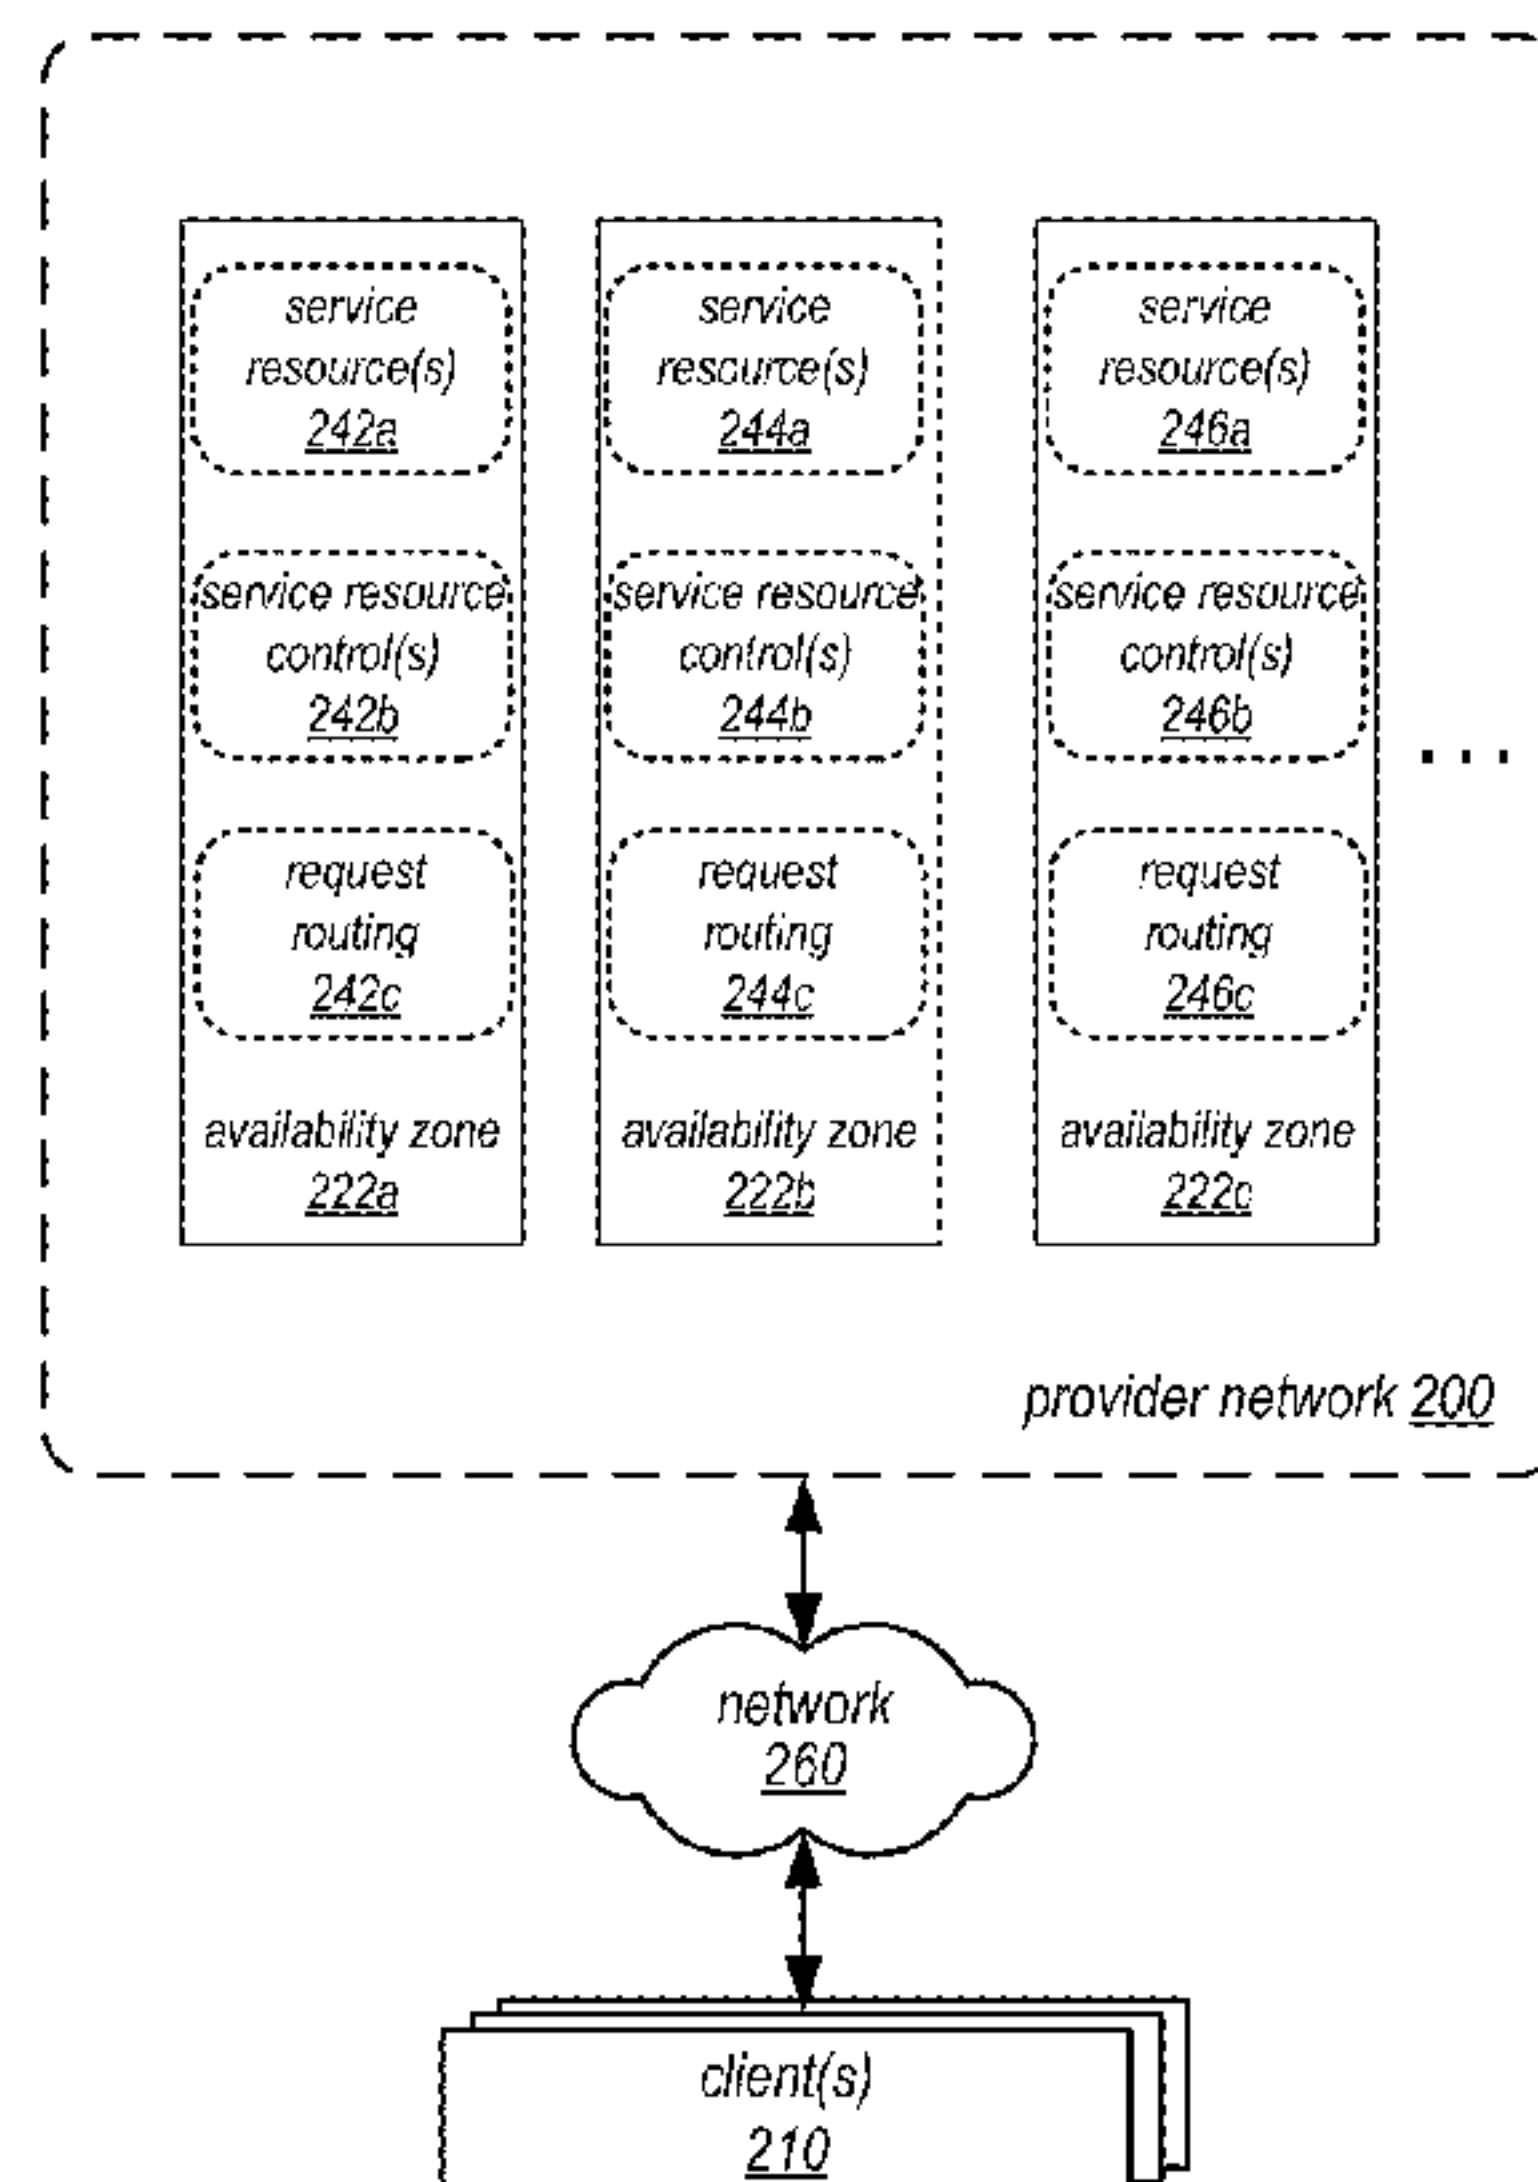 service
resource(s)
242a
service resource
control(s)
242b
request
routing
242c
availability zone
222a
service
resource(s)
244a
service resource
control(s)
244b
request
routing
244c
availability zone
222b
service
resource(s)
246a
service resource
control(s)
246b
request
routing
246c
availability zone
222c
. . .
provider network 200
network
260
client(s)
210